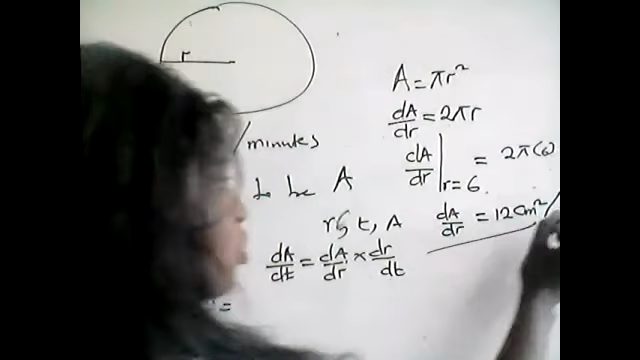 r
A = πr²
dA/dr = 2πr
/minutes
dA/dr | r=6. = 2π(6)
to be A
r, t, A
dA/dr = 12cm²/
dA/dt = dA/dr × dr/dt
=